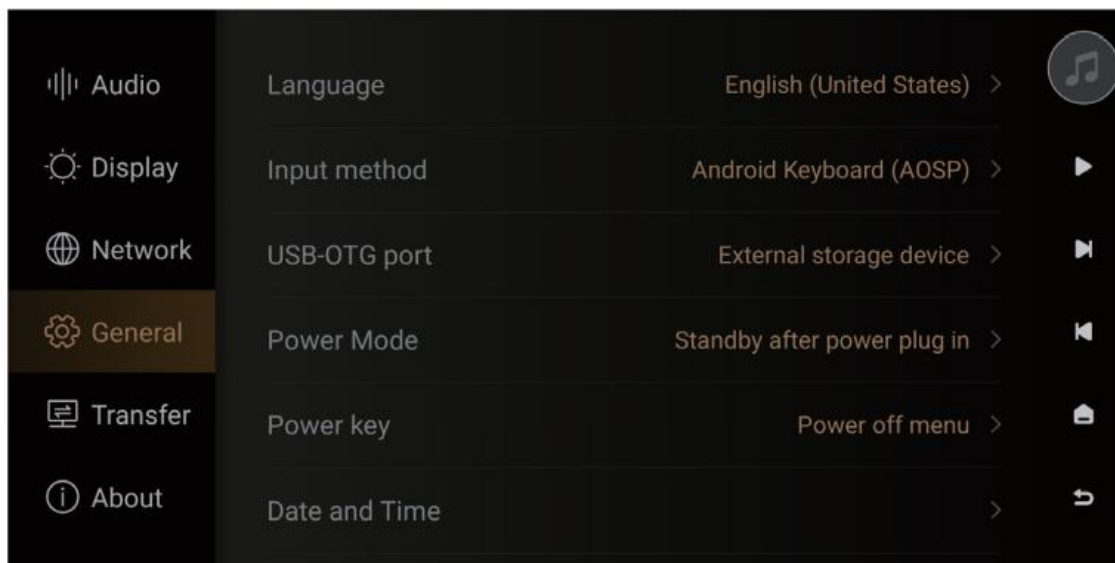 Audio
Display
Network
General
Transfer
About
Language English (United States)
Input method Android Keyboard (AOSP)
USB-OTG port External storage device
Power Mode Standby after power plug in
Power key Power off menu
Date and Time